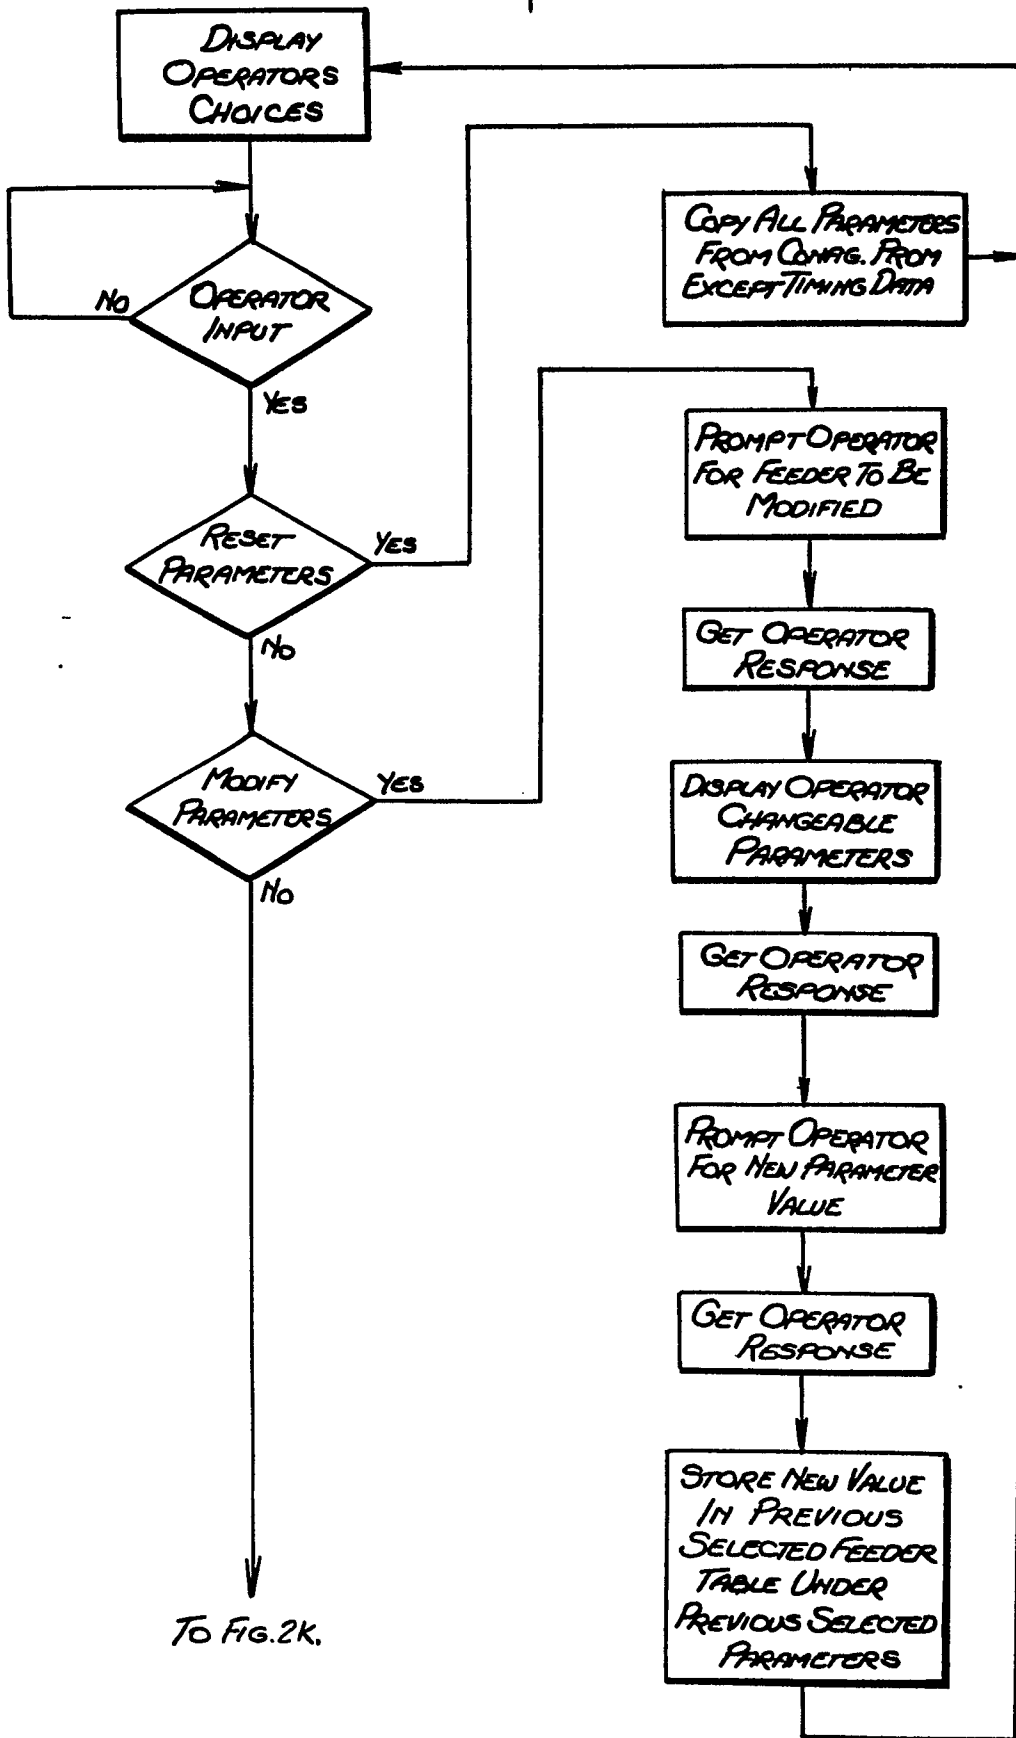 DISPLAY
OPERATORS
CHOICES
NO
OPERATOR
INPUT
YES
RESET
PARAMETERS
YES
NO
MODIFY
PARAMETERS
YES
NO
TO FIG. 2K.
COPY ALL PARAMETERS
FROM CONAG. PROM
EXCEPT TIMING DATA
PROMPT OPERATOR
FOR FEEDER TO BE
MODIFIED
GET OPERATOR
RESPONSE
DISPLAY OPERATOR
CHANGEABLE
PARAMETERS
GET OPERATOR
RESPONSE
PROMPT OPERATOR
FOR NEW PARAMETER
VALUE
GET OPERATOR
RESPONSE
STORE NEW VALUE
IN PREVIOUS
SELECTED FEEDER
TABLE UNDER
PREVIOUS SELECTED
PARAMETERS